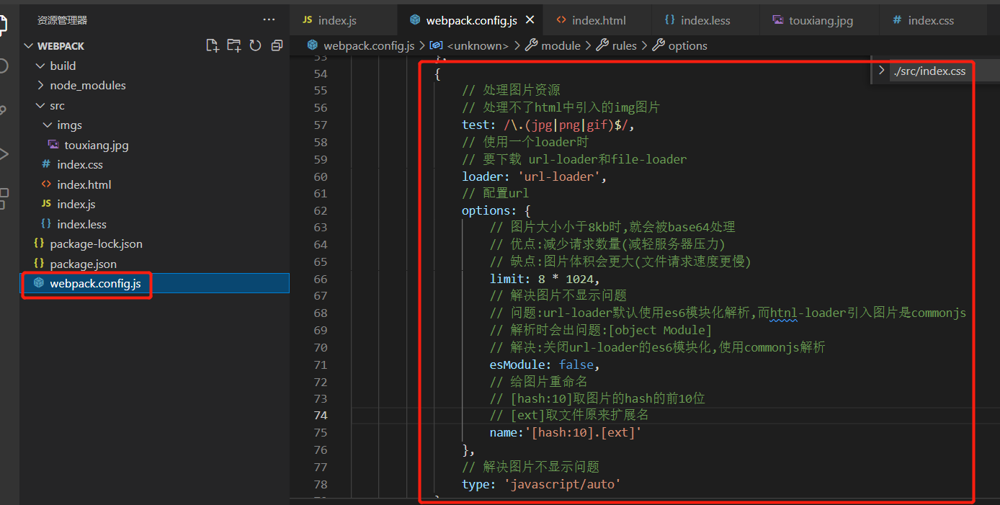 资源管理器
WEBPACK
build
node_modules
src
imgs
touxiang.jpg
# index.css
<> index.html
JS index.js
{} index.less
{} package-lock.json
{} package.json
webpack.config.js
JS index.js
webpack.config.js
<> index.html
{} index.less
touxiang.jpg
# index.css
webpack.config.js > <unknown> > module > rules > options
> ./src/index.css
53 },
54 {
55 // 处理图片资源
56 // 处理不了html中引入的img图片
57 test: /\.(jpg|png|gif)$/,
58 // 使用一个loader时
59 // 要下载 url-loader和file-loader
60 loader: 'url-loader',
61 // 配置url
62 options: {
63 // 图片大小小于8kb时,就会被base64处理
64 // 优点:减少请求数量(减轻服务器压力)
65 // 缺点:图片体积会更大(文件请求速度更慢)
66 limit: 8 * 1024,
67 // 解决图片不显示问题
68 // 问题:url-loader默认使用es6模块化解析,而htnl-loader引入图片是commonjs
69 // 解析时会出问题:[object Module]
70 // 解决:关闭url-loader的es6模块化,使用commonjs解析
71 esModule: false,
72 // 给图片重命名
73 // [hash:10]取图片的hash的前10位
74 // [ext]取文件原来扩展名
75 name:'[hash:10].[ext]'
76 },
77 // 解决图片不显示问题
78 type: 'javascript/auto'